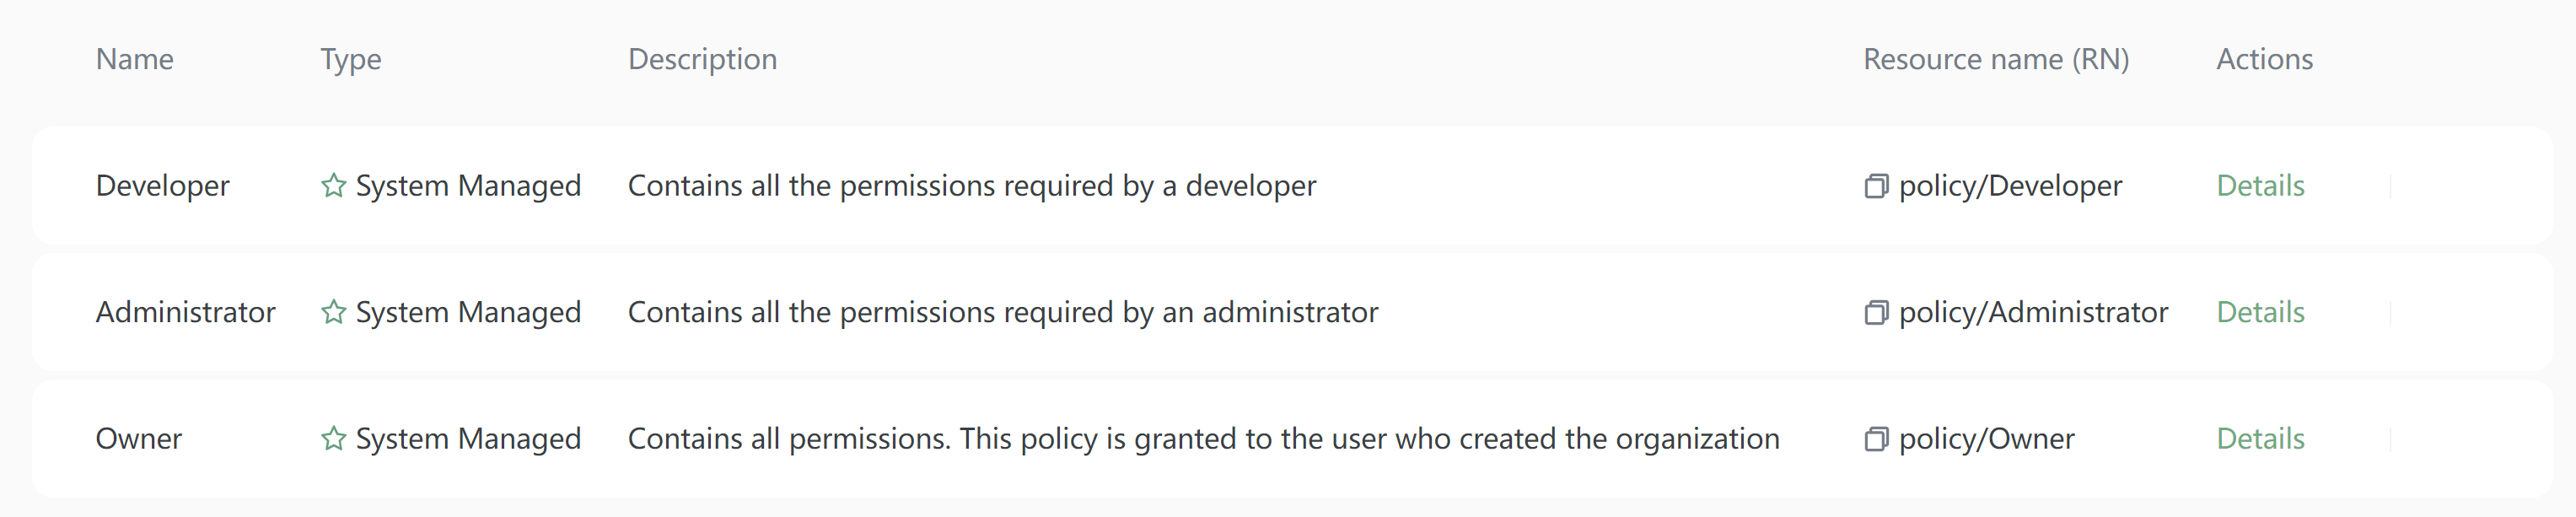 Name Type Description Resource name (RN) Actions
Developer System Managed Contains all the permissions required by a developer policy/Developer Details
Administrator System Managed Contains all the permissions required by an administrator policy/Administrator Details
Owner System Managed Contains all permissions. This policy is granted to the user who created the organization policy/Owner Details